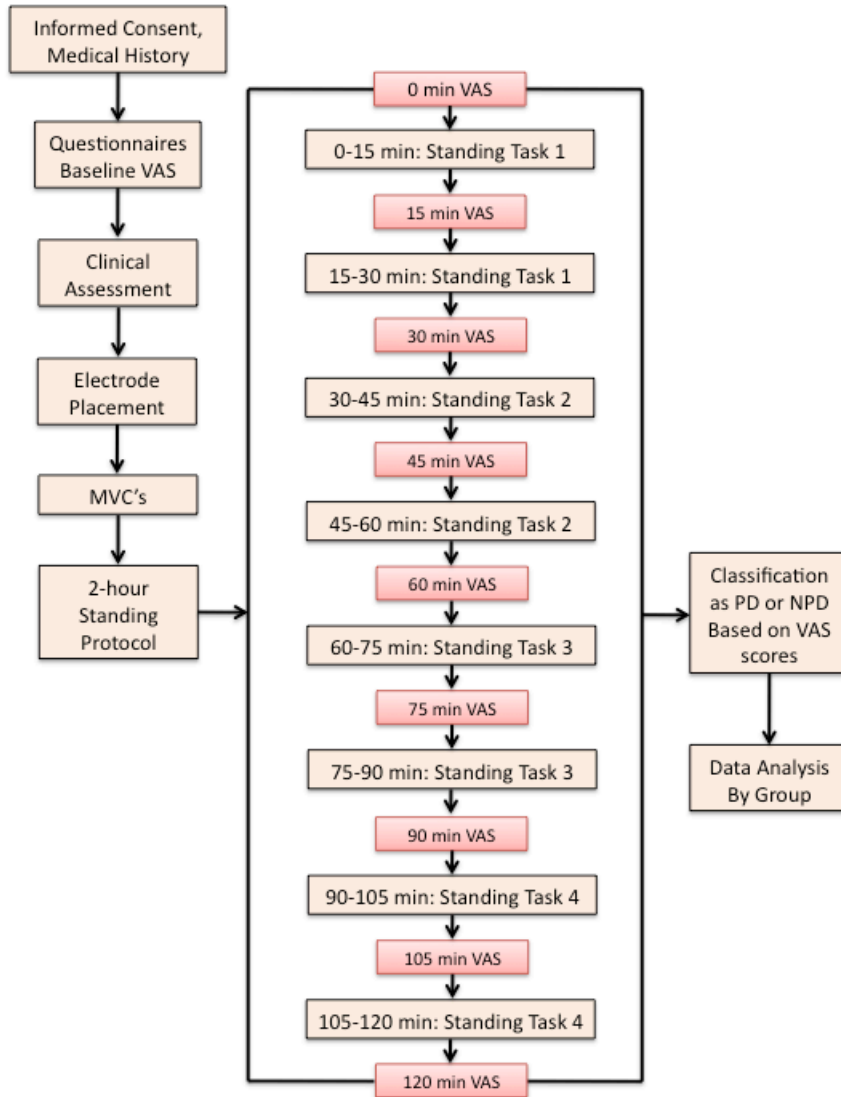 Informed Consent,
Medical History
Questionnaires
Baseline VAS
Clinical
Assessment
Electrode
Placement
MVC's
2-hour
Standing
Protocol
0 min VAS
0-15 min: Standing Task 1
15 min VAS
15-30 min: Standing Task 1
30 min VAS
30-45 min: Standing Task 2
45 min VAS
45-60 min: Standing Task 2
60 min VAS
60-75 min: Standing Task 3
75 min VAS
75-90 min: Standing Task 3
90 min VAS
90-105 min: Standing Task 4
105 min VAS
105-120 min: Standing Task 4
120 min VAS
Classification
as PD or NPD
Based on VAS
scores
Data Analysis
By Group